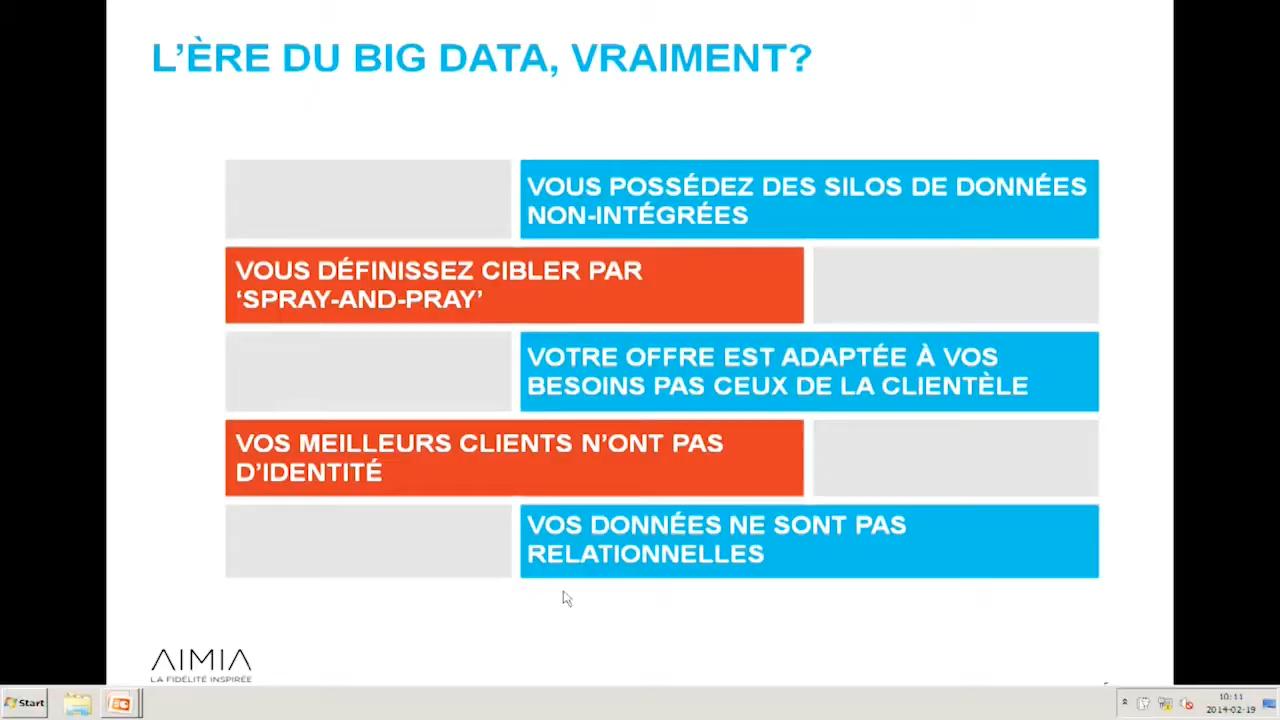 L'ÈRE DU BIG DATA, VRAIMENT?
VOUS POSSÉDEZ DES SILOS DE DONNÉES
NON-INTÉGRÉES
VOUS DÉFINISSEZ CIBLER PAR
‘SPRAY-AND-PRAY’
VOTRE OFFRE EST ADAPTÉE À VOS
BESOINS PAS CEUX DE LA CLIENTÈLE
VOS MEILLEURS CLIENTS N’ONT PAS
D’IDENTITÉ
VOS DONNÉES NE SONT PAS
RELATIONNELLES
AIMIA
LA FIDÉLITÉ INSPIRÉE
Start
10:11
2014-02-19